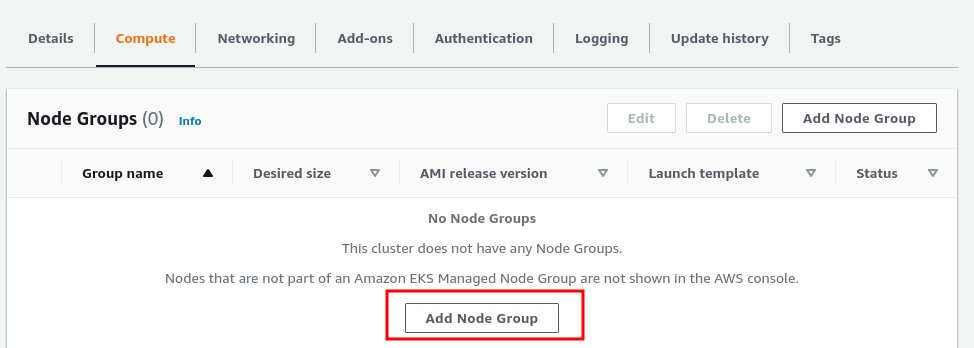 Details Compute Networking Add-ons Authentication Logging Update history Tags
Node Groups (0) Info Edit Delete Add Node Group
Group name Desired size AMI release version Launch template Status
No Node Groups
This cluster does not have any Node Groups.
Nodes that are not part of an Amazon EKS Managed Node Group are not shown in the AWS console.
Add Node Group